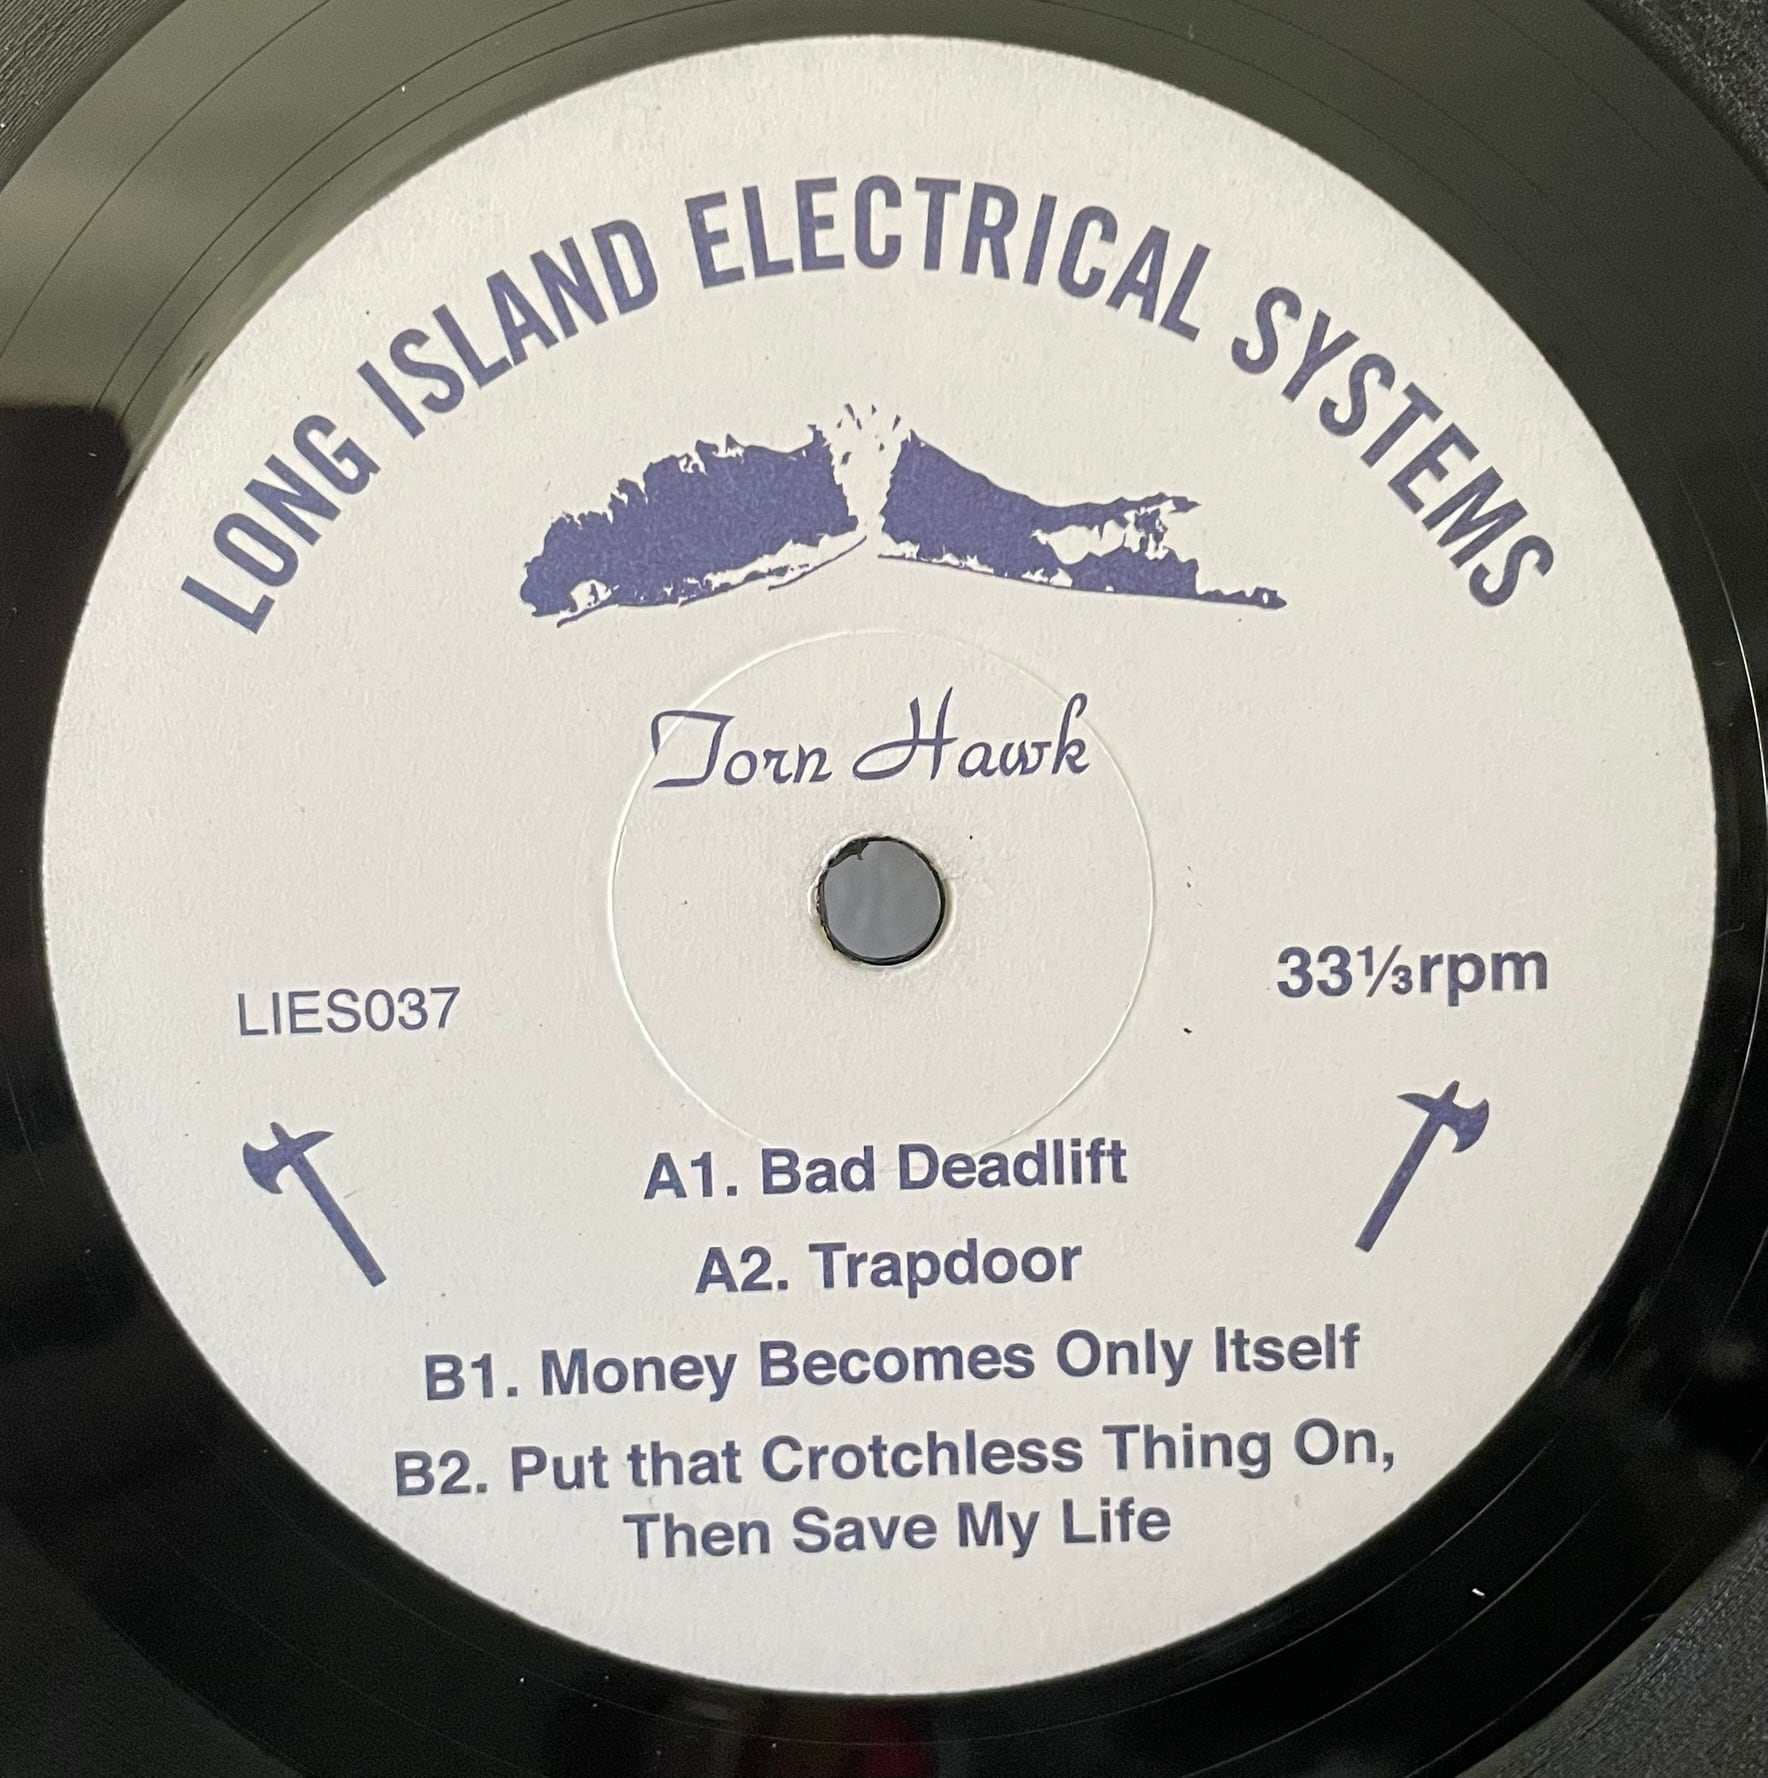 LONG ISLAND ELECTRICAL SYSTEMS
Torn Hawk
LIES037
33⅓rpm
A1. Bad Deadlift
A2. Trapdoor
B1. Money Becomes Only Itself
B2. Put that Crotchless Thing On,
Then Save My Life